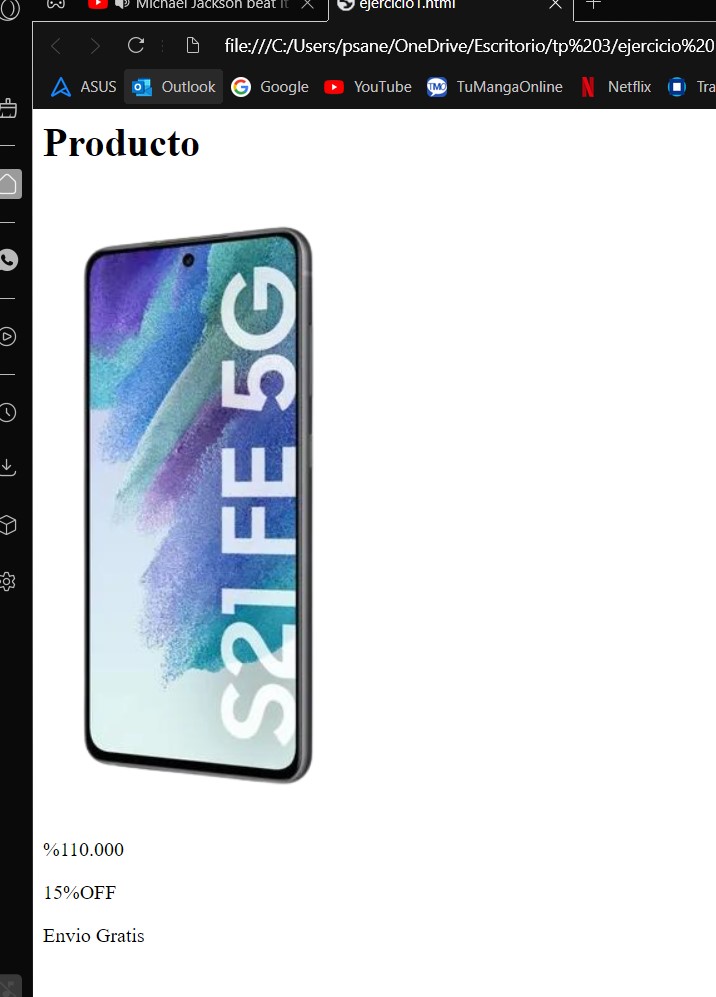 Michael Jackson beat it
ejercicio1.html
file:///C:/Users/psane/OneDrive/Escritorio/tp%203/ejercicio%20
ASUS Outlook Google YouTube TMO TuMangaOnline Netflix Tra
Producto
S21 FE 5G
%110.000
15%OFF
Envio Gratis